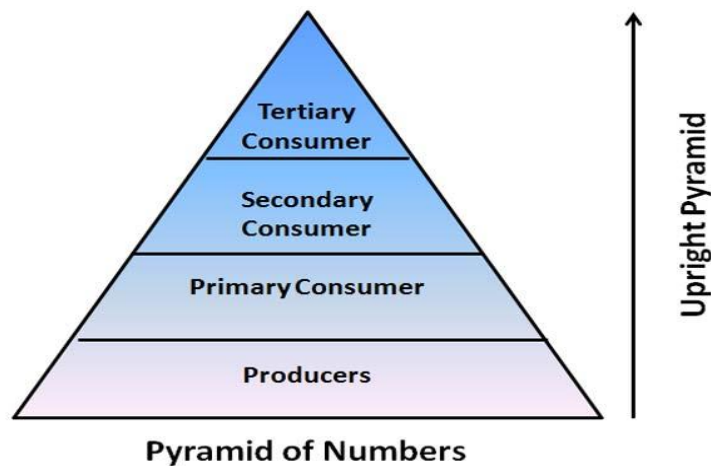 Tertiary
Consumer
Secondary
Consumer
Primary Consumer
Producers
Pyramid of Numbers
Upright Pyramid